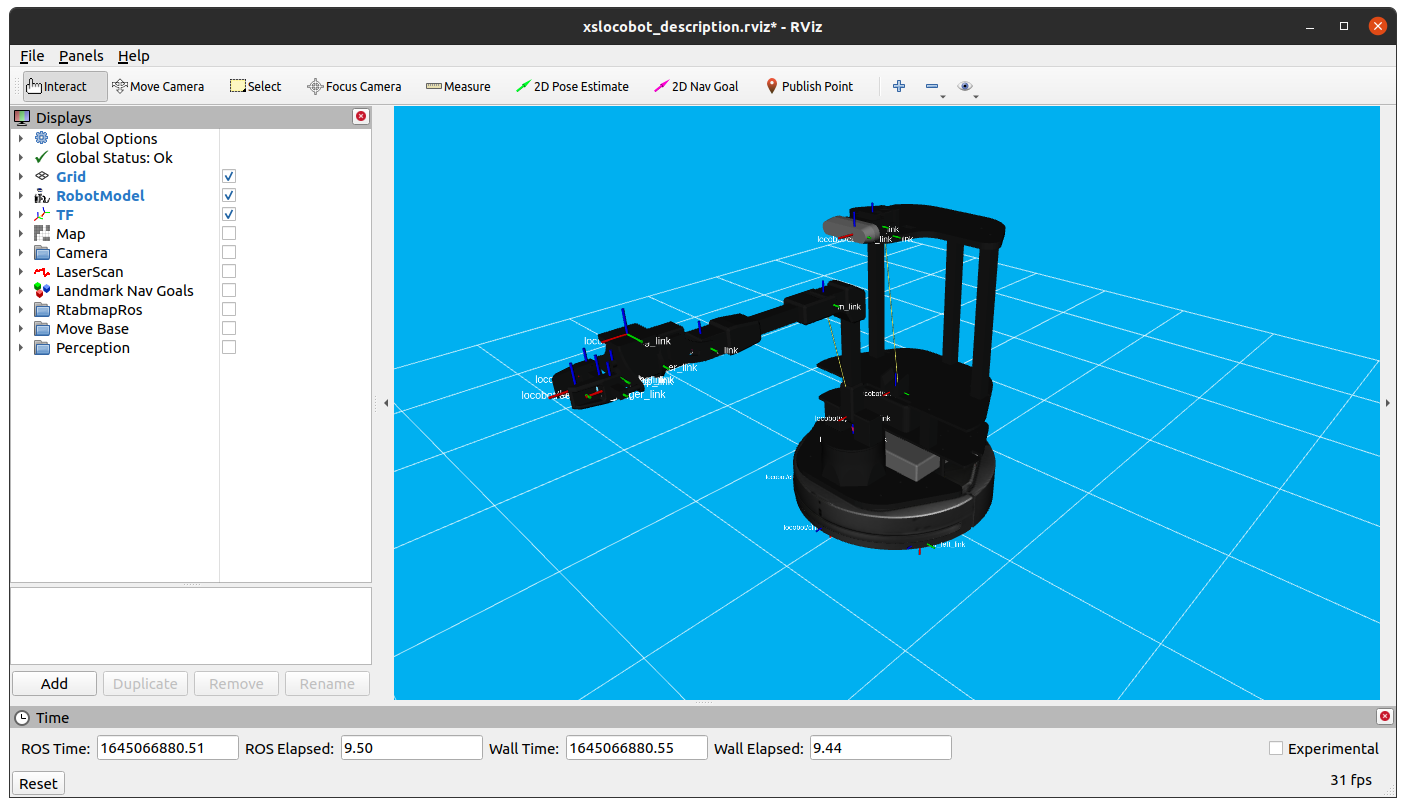 xslocobot_description.rviz* - RViz
File Panels Help
Interact Move Camera Select Focus Camera Measure 2D Pose Estimate 2D Nav Goal Publish Point
Displays
Global Options
Global Status: Ok
Grid
RobotModel
TF
Map
Camera
LaserScan
Landmark Nav Goals
RtabmapRos
Move Base
Perception
Add Duplicate Remove Rename
_link
_link
_link
Time
ROS Time: 1645066880.51 ROS Elapsed: 9.50 Wall Time: 1645066880.55 Wall Elapsed: 9.44 Experimental
Reset 31 fps